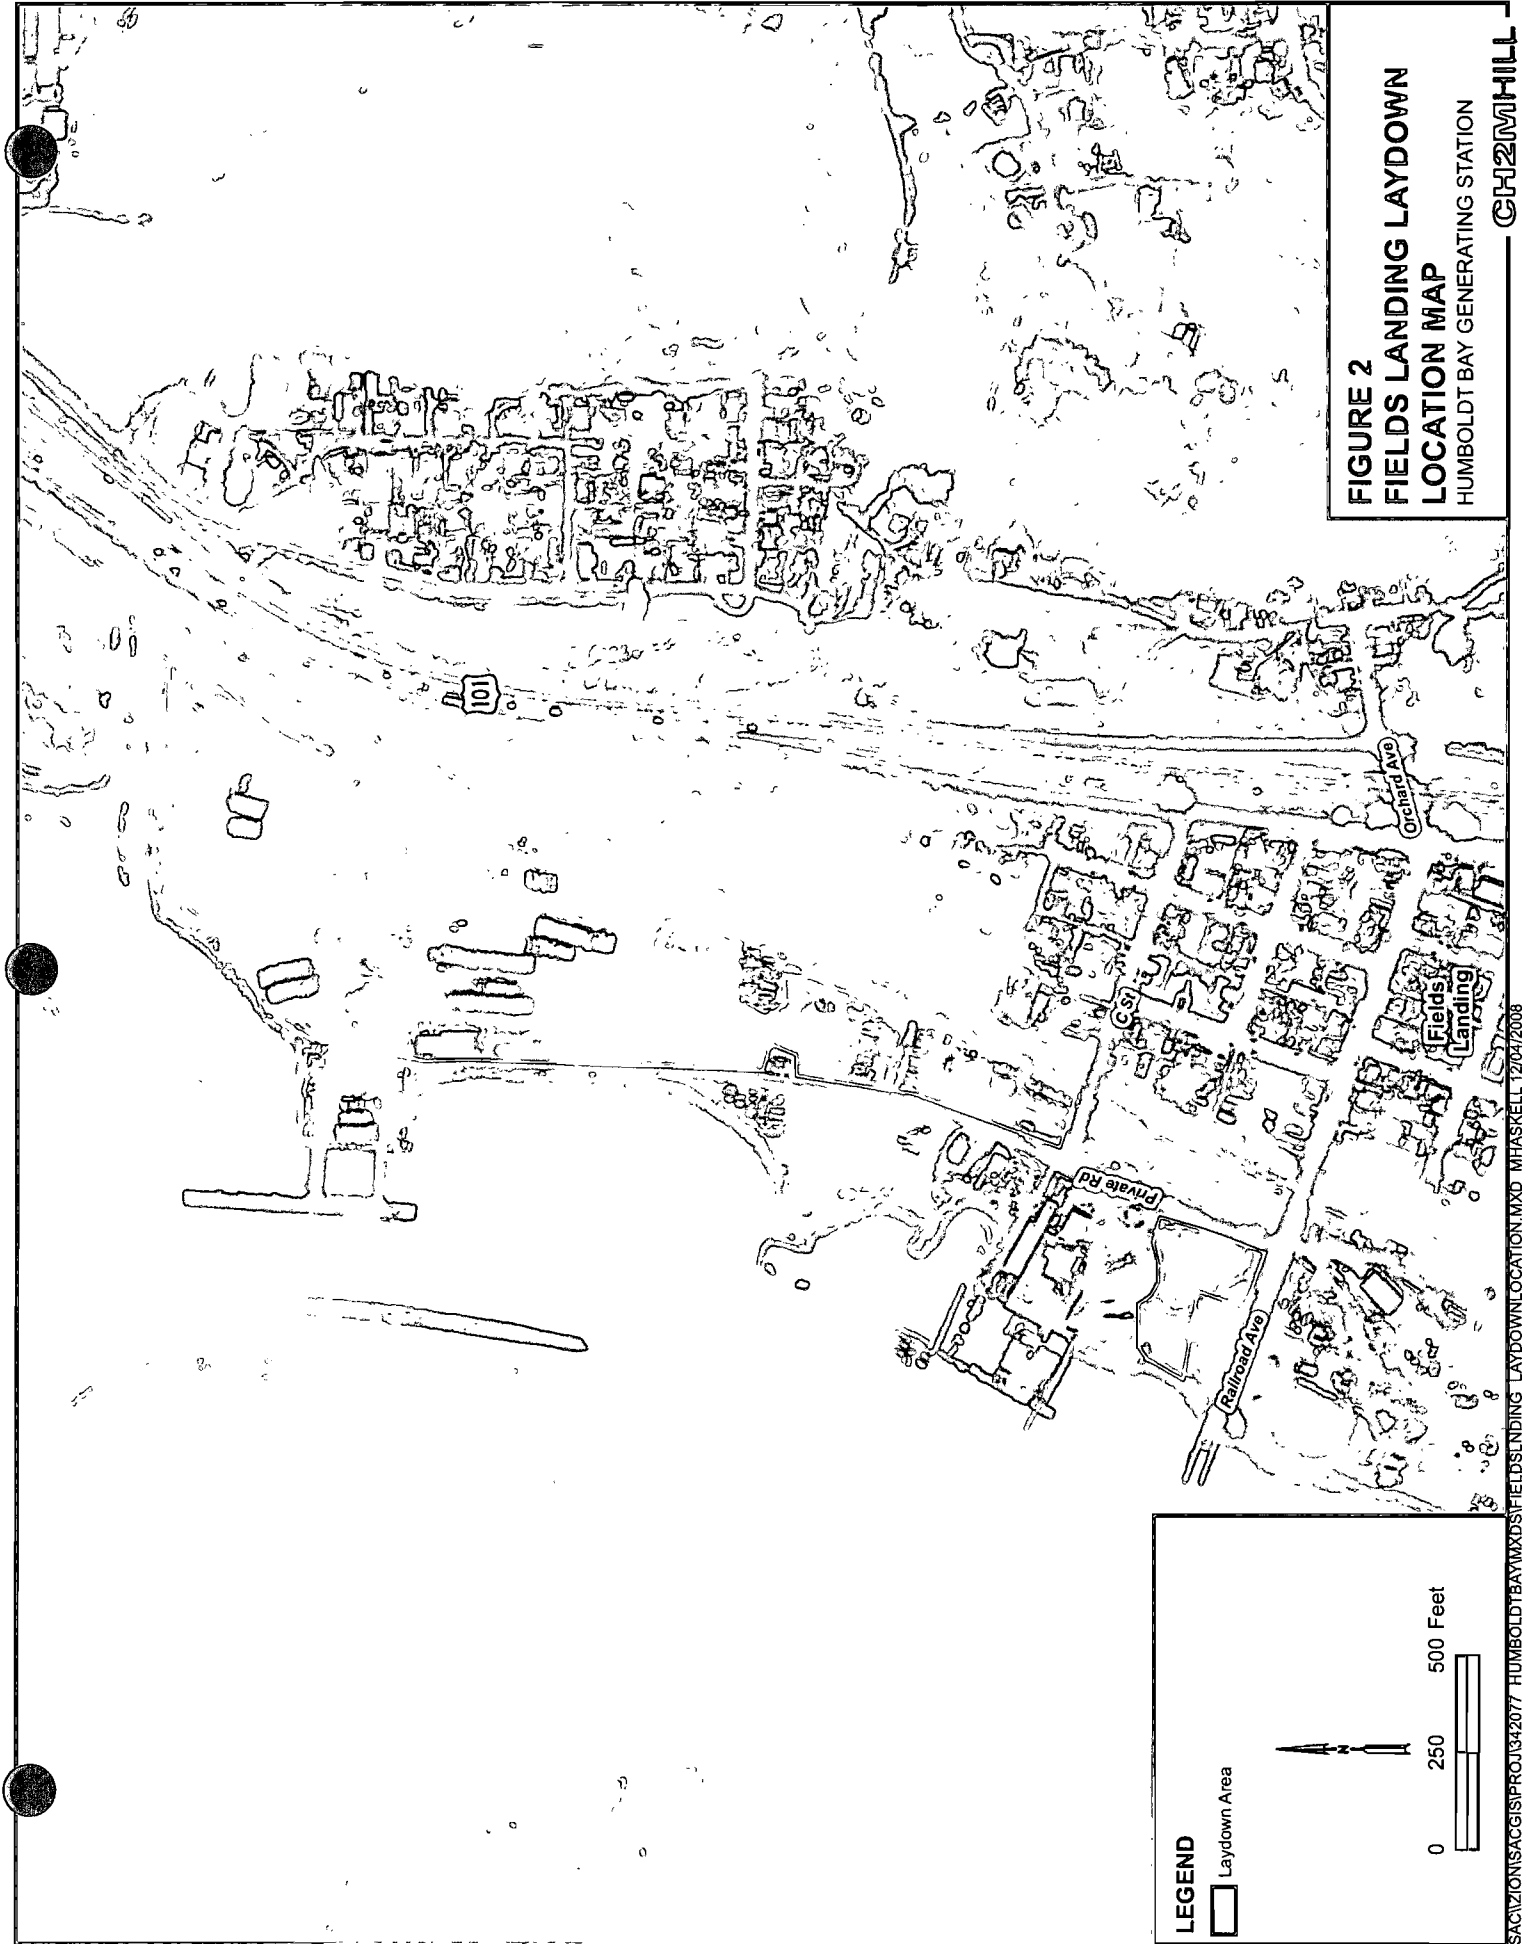 101
Orchard Ave
C St
Fields
Landing
Private Rd
Railroad Ave
LEGEND
Laydown Area
N
0 250 500 Feet
FIGURE 2
FIELDS LANDING LAYDOWN
LOCATION MAP
HUMBOLDT BAY GENERATING STATION
CH2MHILL
SAC\\ZION\SACGIS\PROJ\342077_HUMBOLDTBAY\MXDS\FIELDSLNDING_LAYDOWNLOCATION.MXD MHASKELL 12/04/2008